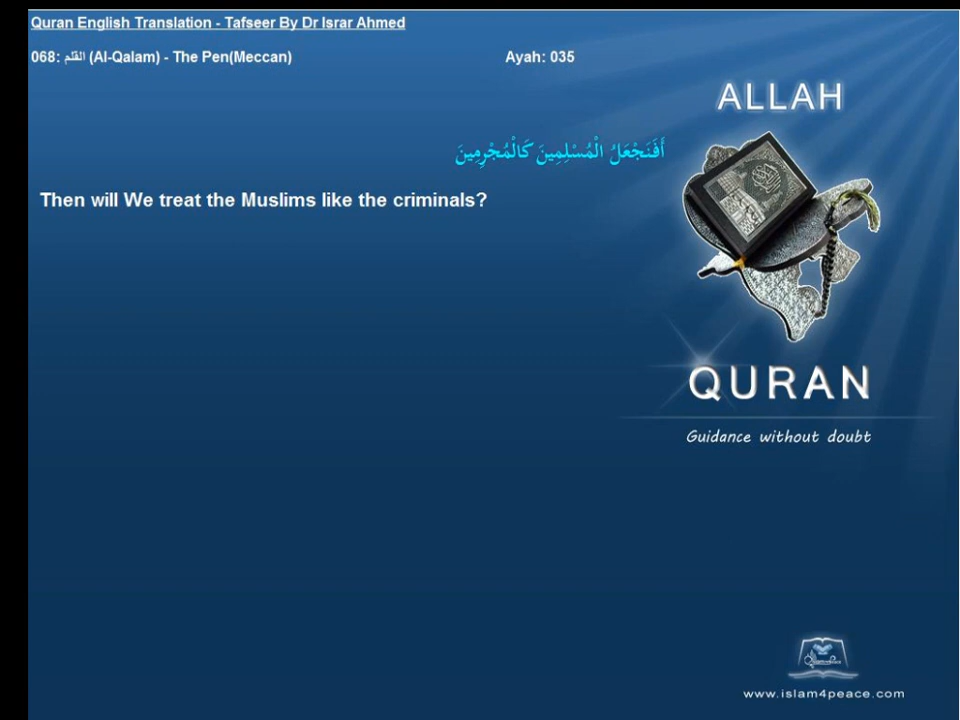 Quran English Translation - Tafseer By Dr Israr Ahmed
068: القلم (Al-Qalam) - The Pen(Meccan) Ayah: 035
ALLAH
أَفَنَجْعَلُ الْمُسْلِمِينَ كَالْمُجْرِمِينَ
Then will We treat the Muslims like the criminals?
QURAN
Guidance without doubt
www.islam4peace.com